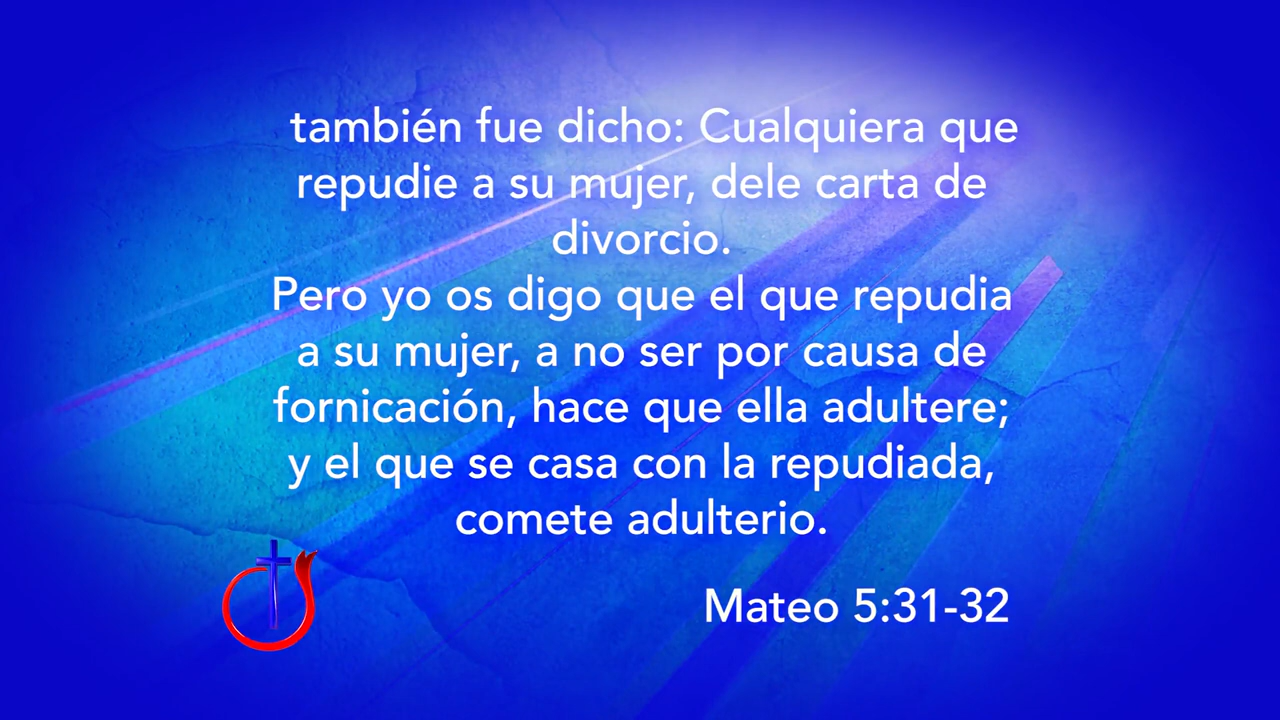 también fue dicho: Cualquiera que
repudie a su mujer, dele carta de
divorcio.
Pero yo os digo que el que repudia
a su mujer, a no ser por causa de
fornicación, hace que ella adultere;
y el que se casa con la repudiada,
comete adulterio.
Mateo 5:31-32